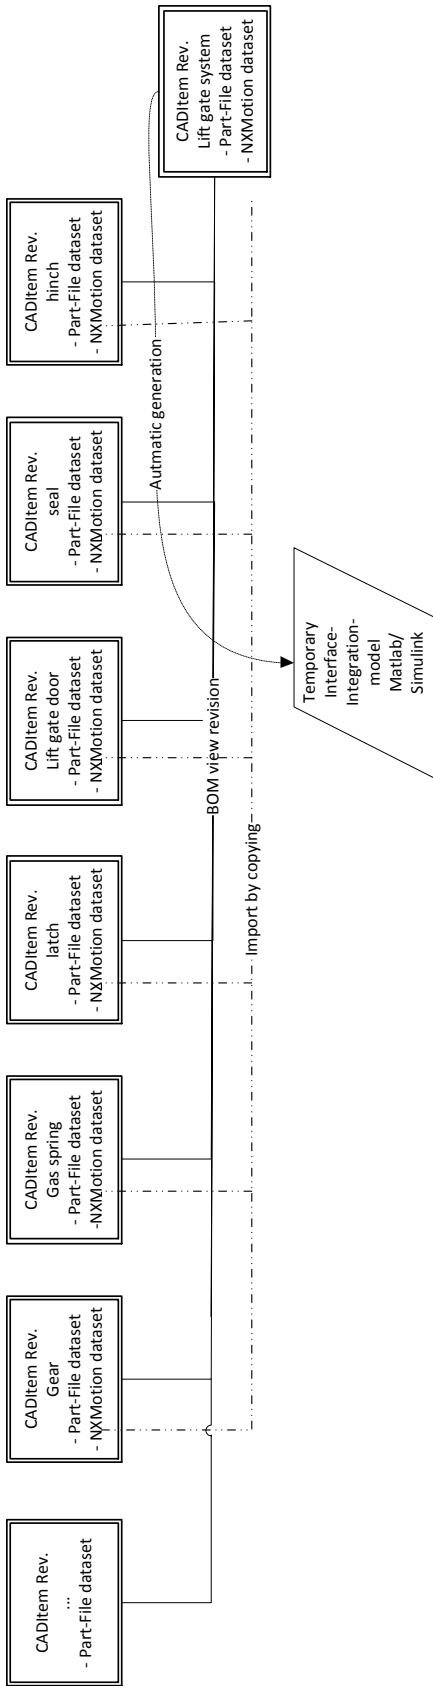 CADItem Rev.
Lift gate system
- Part-File dataset
- NXMotion dataset
CADItem Rev.
hinch
- Part-File dataset
- NXMotion dataset
Autmatic generation
CADItem Rev.
seal
- Part-File dataset
- NXMotion dataset
CADItem Rev.
Lift gate door
- Part-File dataset
- NXMotion dataset
BOM view revision
Import by copying
Temporary
Interface-
Integration-
model
Matlab/
Simulink
CADItem Rev.
latch
- Part-File dataset
- NXMotion dataset
CADItem Rev.
Gas spring
- Part-File dataset
-NXMotion dataset
CADItem Rev.
Gear
- Part-File dataset
- NXMotion dataset
CADItem Rev.
...
- Part-File dataset